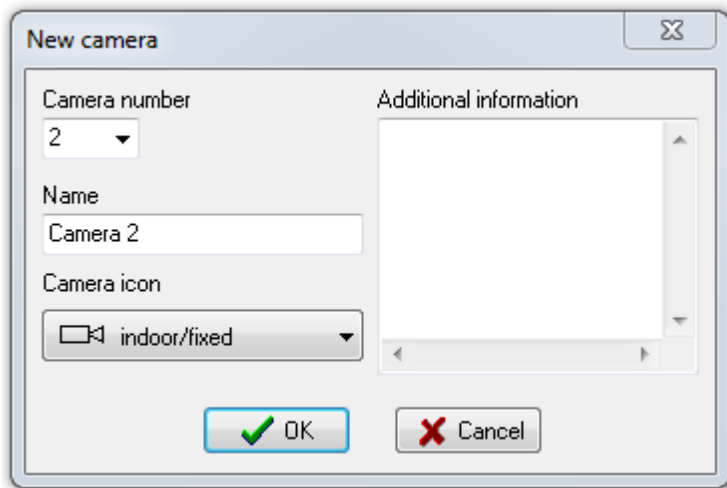 New camera
Camera number
2
Name
Camera 2
Camera icon
indoor/fixed
Additional information
OK
Cancel